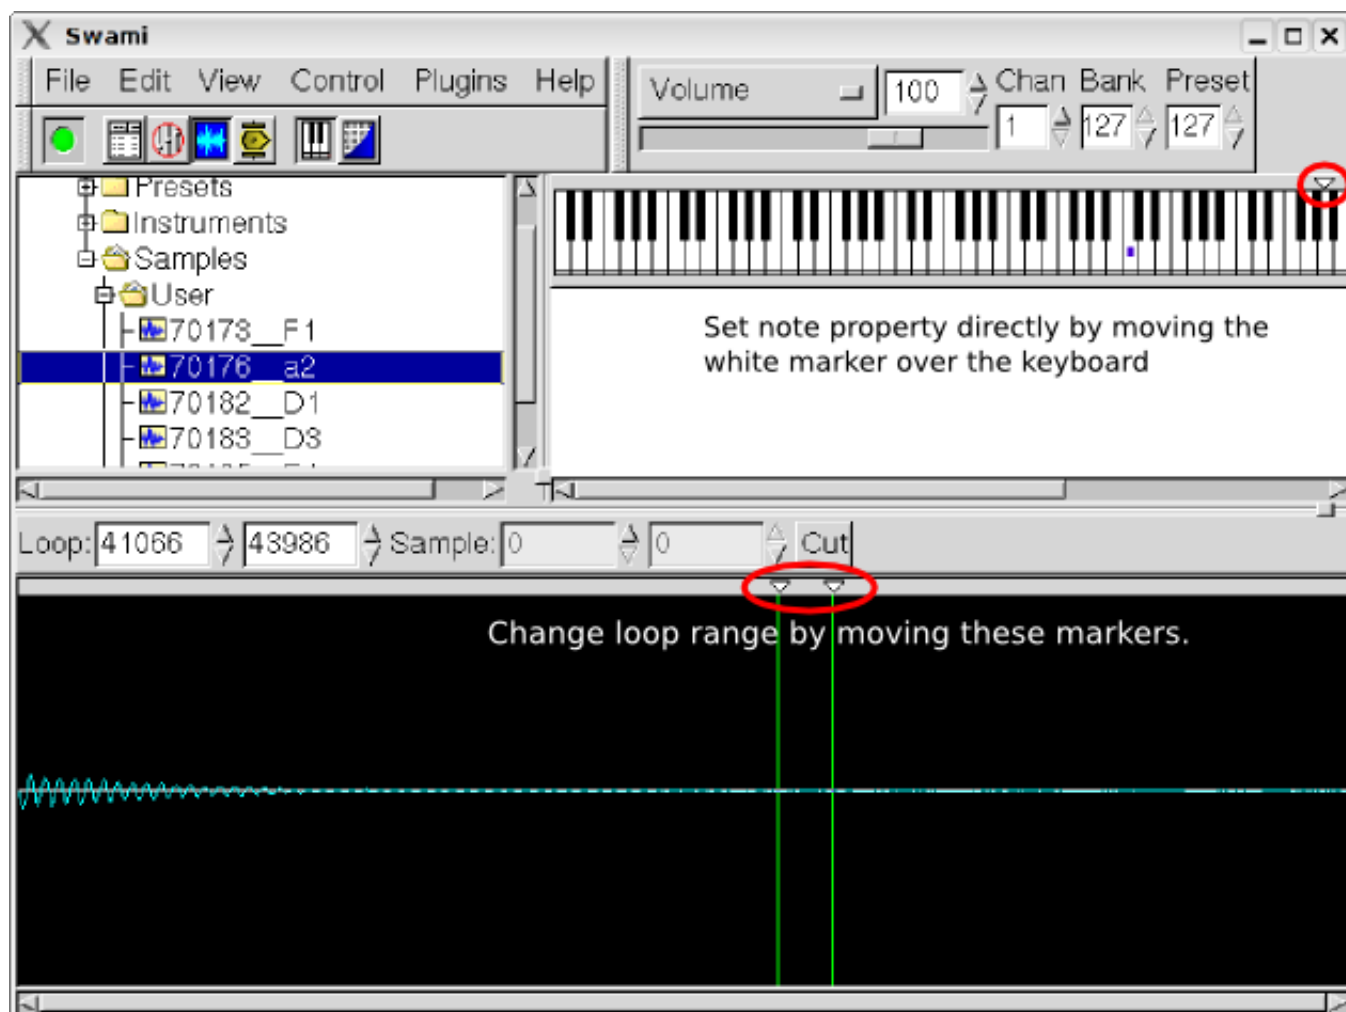 Swami
File Edit View Control Plugins Help
Volume 100 Chan Bank Preset
1 127 127
Presets
Instruments
Samples
User
70173__F1
70176__a2
70182__D1
70183__D3
Set note property directly by moving the
white marker over the keyboard
Loop: 41066 43986 Sample: 0 0 Cut
Change loop range by moving these markers.